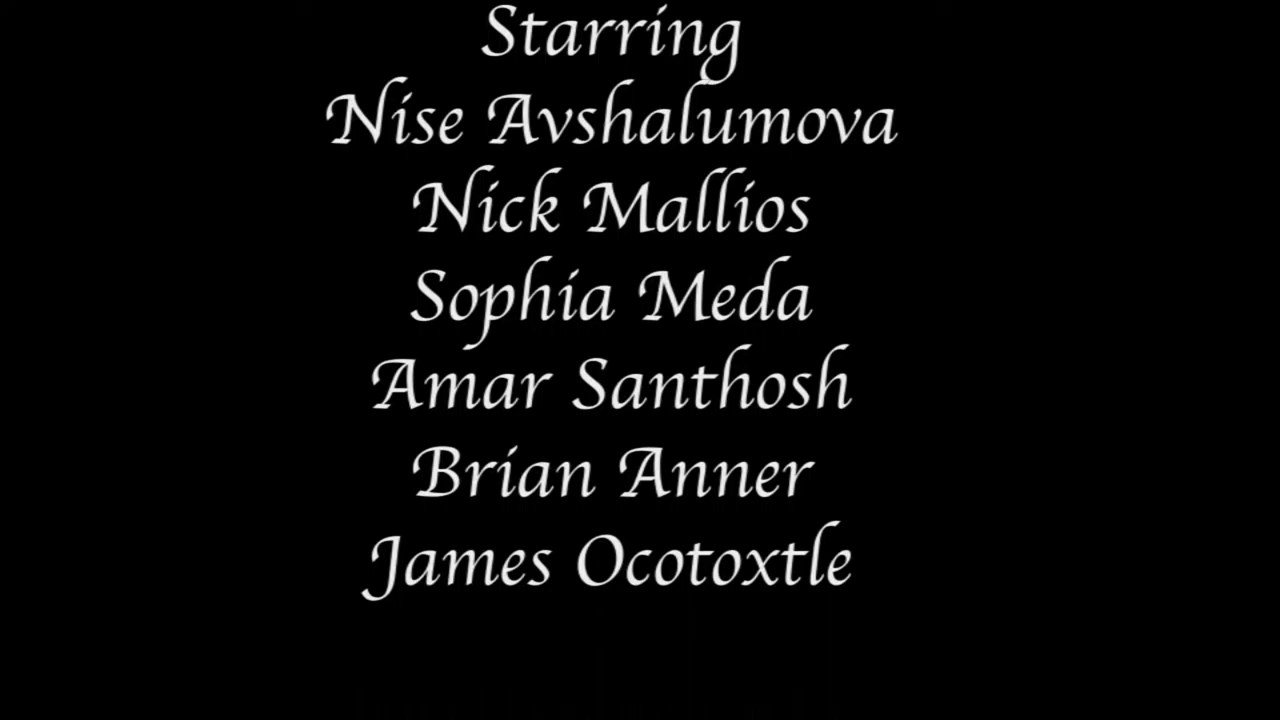 Starring
Nise Avshalumova
Nick Mallios
Sophia Meda
Amar Santhosh
Brian Anner
James Ocotoxtle